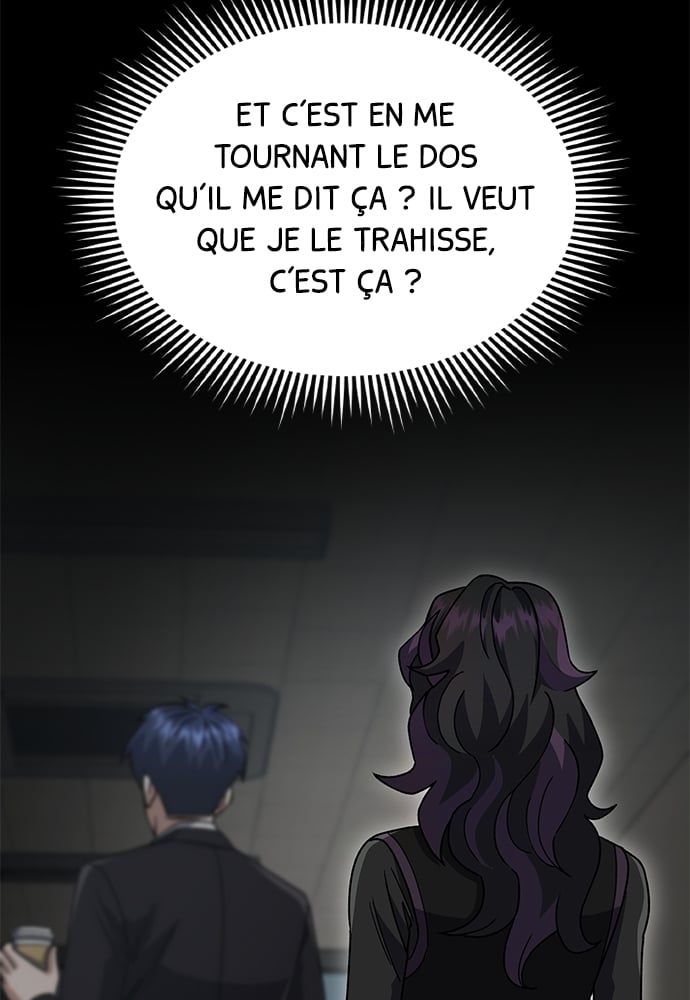 ET C'EST EN ME
TOURNANT LE DOS
QU'IL ME DIT ÇA ? IL VEUT
QUE JE LE TRAHISSE,
C'EST ÇA ?